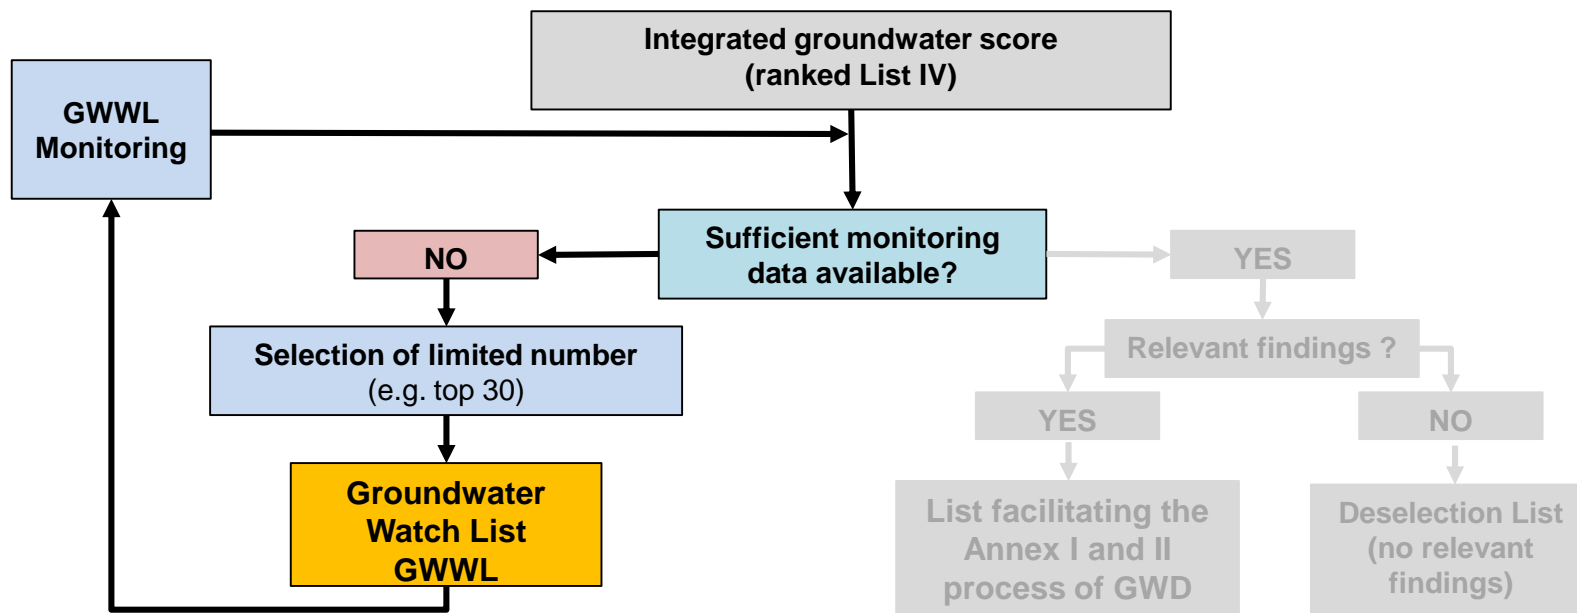 Integrated groundwater score
(ranked List IV)
GWWL
Monitoring
Sufficient monitoring
data available?
NO
YES
Selection of limited number
(e.g. top 30)
Relevant findings ?
YES
NO
Groundwater
Watch List
GWWL
List facilitating the
Annex I and II
process of GWD
Deselection List
(no relevant
findings)